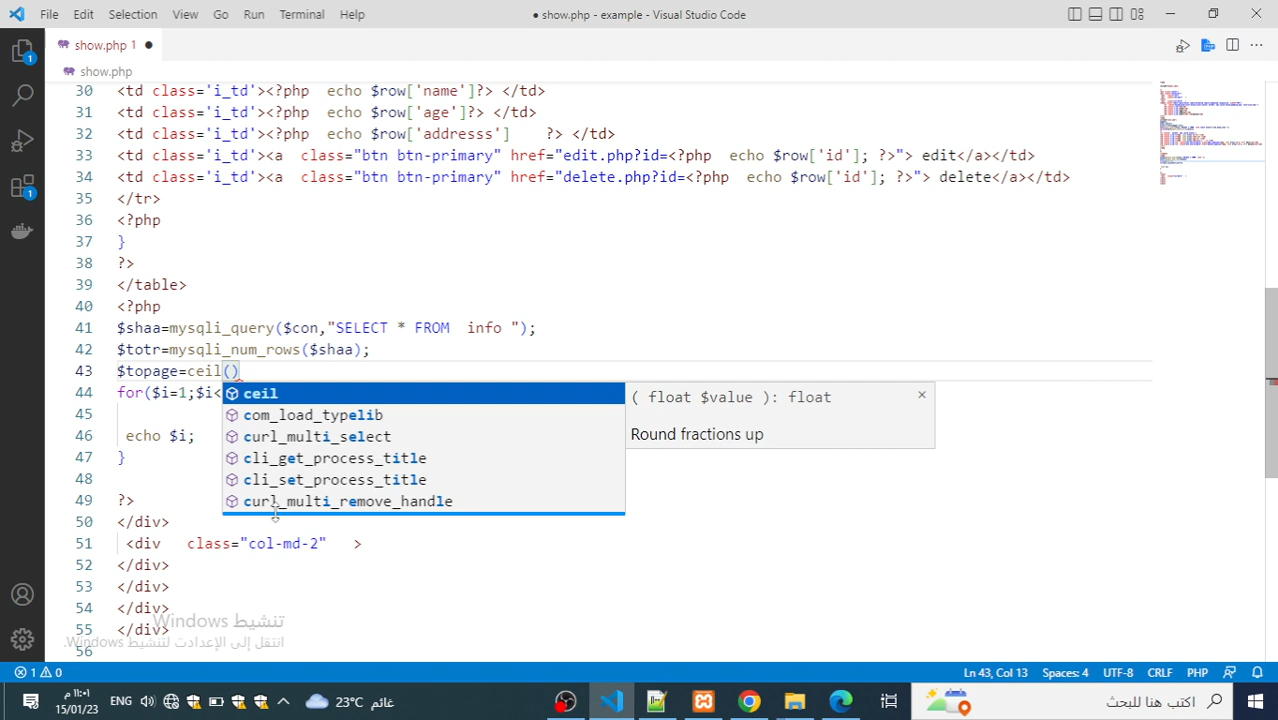 File Edit Selection View Go Run Terminal Help ● show.php - example - Visual Studio Code
show.php 1 ●
show.php
30 <td class='i_td'><?php echo $row['name']?> </td>
31 <td class='i_td'><?php echo $row['age']?> </td>
32 <td class='i_td'><?php echo $row['addresss'] ?> </td>
33 <td class='i_td'><a class="btn btn-primary" href="edit.php?id=<?php echo $row['id']; ?>"> edit</a></td>
34 <td class='i_td'><a class="btn btn-primary" href="delete.php?id=<?php echo $row['id']; ?>"> delete</a></td>
35 </tr>
36 <?php
37 }
38 ?>
39 </table>
40 <?php
41 $shaa=mysqli_query($con,"SELECT * FROM info ");
42 $totr=mysqli_num_rows($shaa);
43 $topage=ceil()
44 for($i=1;$i<
ceil
( float $value ): float
45
com_load_typelib
46 echo $i;
curl_multi_select
Round fractions up
47 }
cli_get_process_title
48
cli_set_process_title
49 ?>
curl_multi_remove_handle
50 </div>
51 <div class="col-md-2" >
52 </div>
53 </div>
54 </div>
55 </div>
56
تنشيط Windows
انتقل إلى الإعدادت لتنشيط Windows.
1 0 Ln 43, Col 13 Spaces: 4 UTF-8 CRLF PHP
١١:٠١ م
15/01/23
ENG
23°C غائم
اكتب هنا للبحث